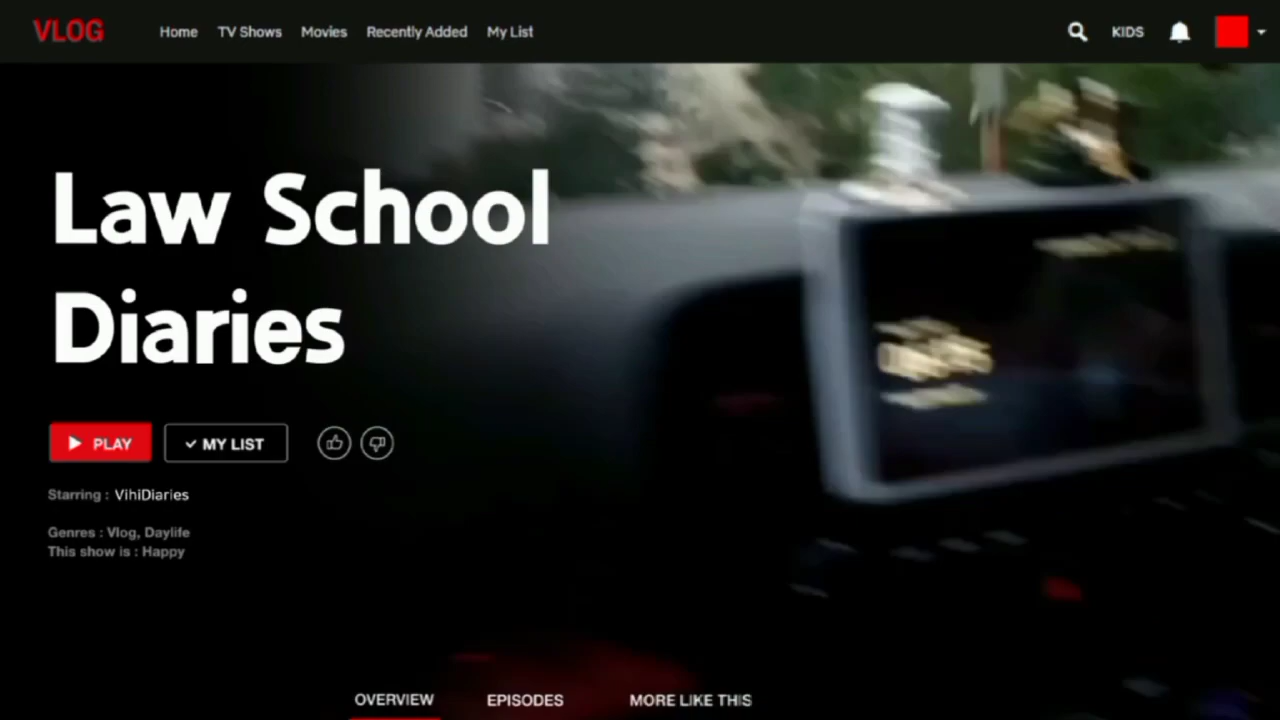 VLOG
Home TV Shows Movies Recently Added My List
KIDS
Law School
Diaries
PLAY
MY LIST
Starring : VihiDiaries
Genres : Vlog, Daylife
This show is : Happy
OVERVIEW EPISODES MORE LIKE THIS